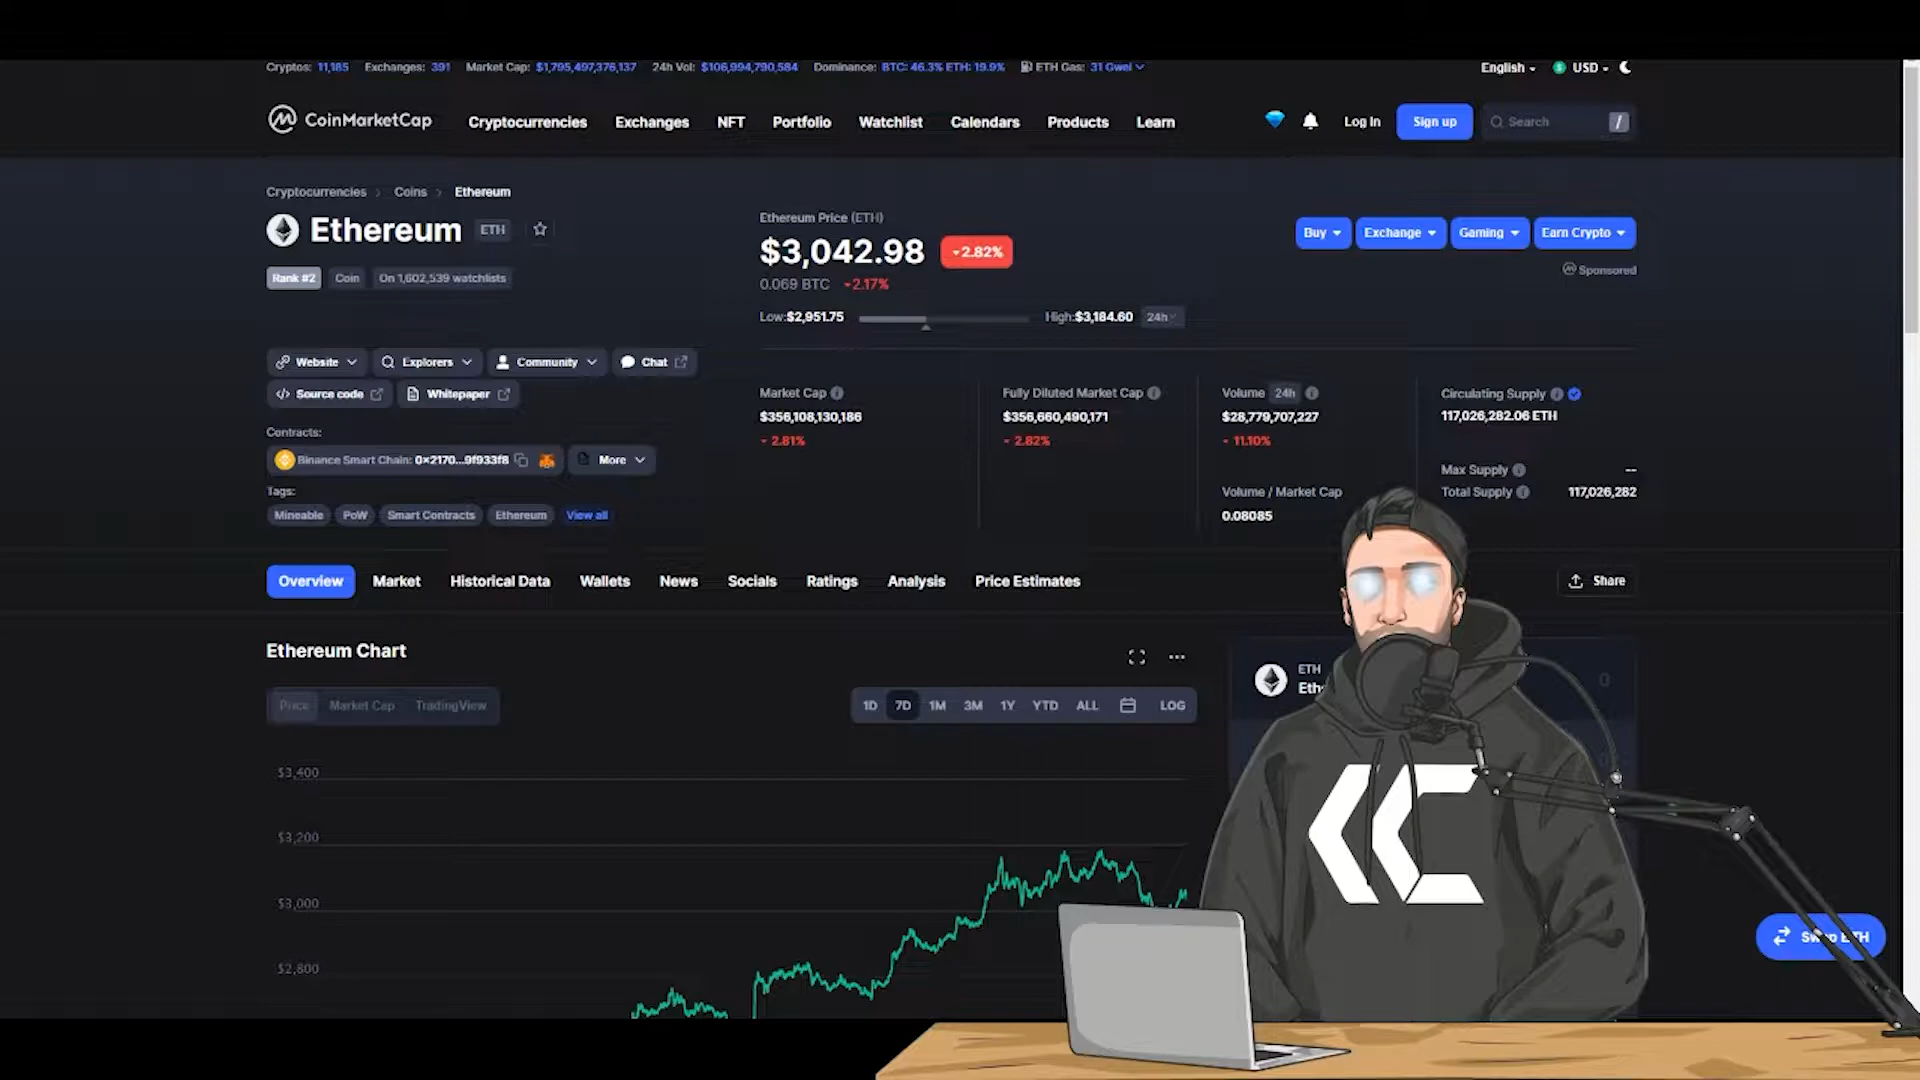 Cryptos: 11,185 Exchanges: 391 Market Cap: $1,795,497,376,137 24h Vol: $106,994,790,584 Dominance: BTC: 46.3% ETH: 19.9% ETH Gas: 31 Gwei English USD
CoinMarketCap Cryptocurrencies Exchanges NFT Portfolio Watchlist Calendars Products Learn Log In Sign up Search /
Cryptocurrencies Coins Ethereum
Ethereum ETH
Rank #2 Coin On 1,602,539 watchlists
Ethereum Price (ETH)
$3,042.98 2.82%
0.069 BTC 2.17%
Low:$2,951.75 High:$3,184.60 24h
Buy Exchange Gaming Earn Crypto
Sponsored
Website Explorers Community Chat
Source code Whitepaper
Contracts:
Binance Smart Chain: 0x2170...9f933f8 More
Tags:
Mineable PoW Smart Contracts Ethereum View all
Market Cap
$356,108,130,186
2.81%
Fully Diluted Market Cap
$356,660,490,171
2.82%
Volume 24h
$28,779,707,227
11.10%
Volume / Market Cap
0.08085
Circulating Supply
117,026,282.06 ETH
Max Supply --
Total Supply 117,026,282
Overview Market Historical Data Wallets News Socials Ratings Analysis Price Estimates Share
Ethereum Chart
Price Market Cap TradingView
1D 7D 1M 3M 1Y YTD ALL LOG
$3,400
$3,200
$3,000
$2,800
ETH